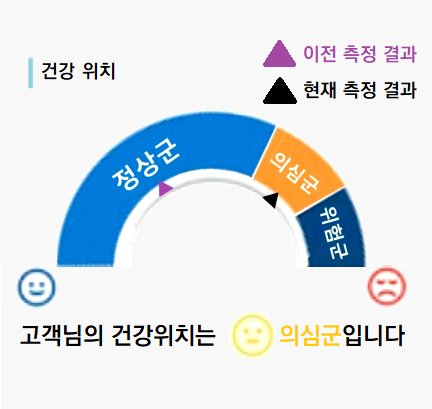 건강 위치
이전 측정 결과
현재 측정 결과
정상군
의심군
위험군
고객님의 건강위치는 의심군입니다